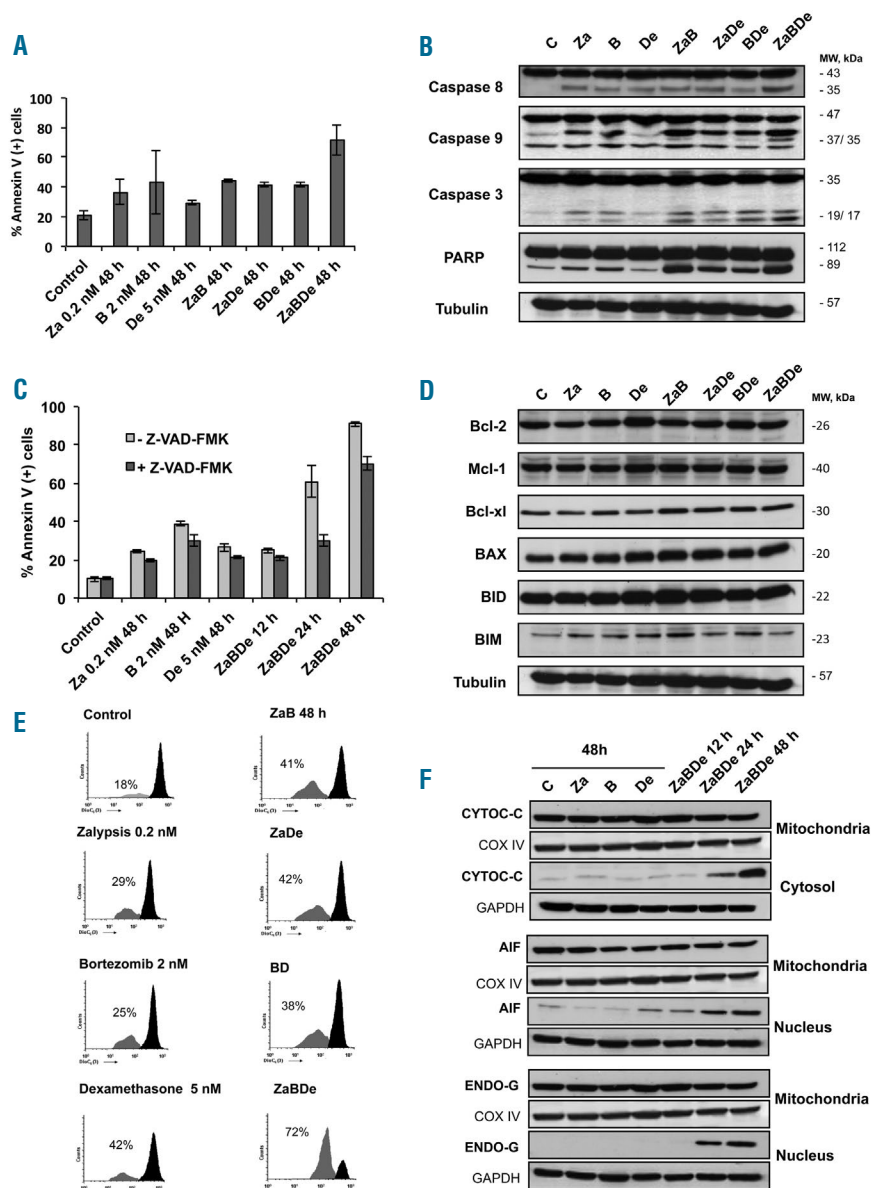 A
% Annexin V (+) cells
100
80
60
40
20
0
Control
Za 0.2 nM 48 h
B 2 nM 48 h
De 5 nM 48 h
ZaB 48 h
ZaDe 48 h
BDe 48 h
ZaBDe 48 h
B
C Za B De ZaB ZaDe BDe ZaBDe
MW, kDa
Caspase 8
- 43
- 35
Caspase 9
- 47
- 37/ 35
Caspase 3
- 35
- 19/ 17
PARP
- 112
- 89
Tubulin
- 57
C
% Annexin V (+) cells
100
80
60
40
20
0
- Z-VAD-FMK
+ Z-VAD-FMK
Control
Za 0.2 nM 48 h
B 2 nM 48 H
De 5 nM 48 h
ZaBDe 12 h
ZaBDe 24 h
ZaBDe 48 h
D
C Za B De ZaB ZaDe BDe ZaBDe
MW, kDa
Bcl-2 -26
Mcl-1 -40
Bcl-xl -30
BAX -20
BID -22
BIM -23
Tubulin - 57
E
Control
18%
Counts
ZaB 48 h
41%
Counts
Zalypsis 0.2 nM
29%
Counts
ZaDe
42%
Counts
Bortezomib 2 nM
25%
Counts
BD
38%
Counts
Dexamethasone 5 nM
42%
Counts
ZaBDe
72%
Counts
F
48h
C Za B De ZaBDe 12 h ZaBDe 24 h ZaBDe 48 h
CYTOC-C
COX IV
Mitochondria
CYTOC-C
GAPDH
Cytosol
AIF
COX IV
Mitochondria
AIF
GAPDH
Nucleus
ENDO-G
COX IV
Mitochondria
ENDO-G
GAPDH
Nucleus